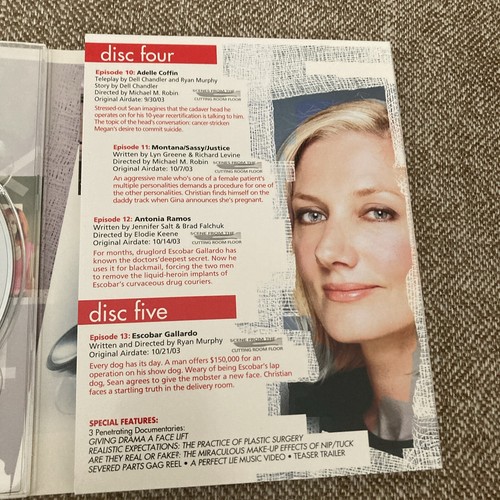 disc four
Episode 10: Adelle Coffin
Teleplay by Dell Chandler and Ryan Murphy
Story by Dell Chandler
Directed by Michael M. Robin
SCENES FROM THE
Original Airdate: 9/30/03
CUTTING ROOM FLOOR
Stressed-out Sean imagines that the cadaver head he
operates on for his 10-year recertification is talking to him.
The topic of the head's conversation: cancer-stricken
Megan's desire to commit suicide.
Episode 11: Montana/Sassy/Justice
Written by Lyn Greene & Richard Levine
Directed by Michael M. Robin
SCENES FROM THE
Original Airdate: 10/7/03
CUTTING ROOM FLOOR
An aggressive male who's one of a female patient's
multiple personalities demands a procedure for one of
the other personalities. Christian finds himself on the
daddy track when Gina announces she's pregnant.
Episode 12: Antonia Ramos
Written by Jennifer Salt & Brad Falchuk
Directed by Elodie Keene
SCENE FROM THE
Original Airdate: 10/14/03
CUTTING ROOM FLOOR
For months, druglord Escobar Gallardo has
known the doctors'deepest secret. Now he
uses it for blackmail, forcing the two men
to remove the liquid-heroin implants of
Escobar's curvaceous drug couriers.
disc five
Episode 13: Escobar Gallardo
Written and Directed by Ryan Murphy
SCENE FROM THE
Original Airdate: 10/21/03
CUTTING ROOM FLOOR
Every dog has its day. A man offers $150,000 for an
operation on his show dog. Weary of being Escobar's lap
dog, Sean agrees to give the mobster a new face. Christian
faces a startling truth in the delivery room.
SPECIAL FEATURES:
3 Penetrating Documentaries:
GIVING DRAMA A FACE LIFT
REALISTIC EXPECTATIONS: THE PRACTICE OF PLASTIC SURGERY
ARE THEY REAL OR FAKE?: THE MIRACULOUS MAKE-UP EFFECTS OF NIP/TUCK
SEVERED PARTS GAG REEL • A PERFECT LIE MUSIC VIDEO • TEASER TRAILER